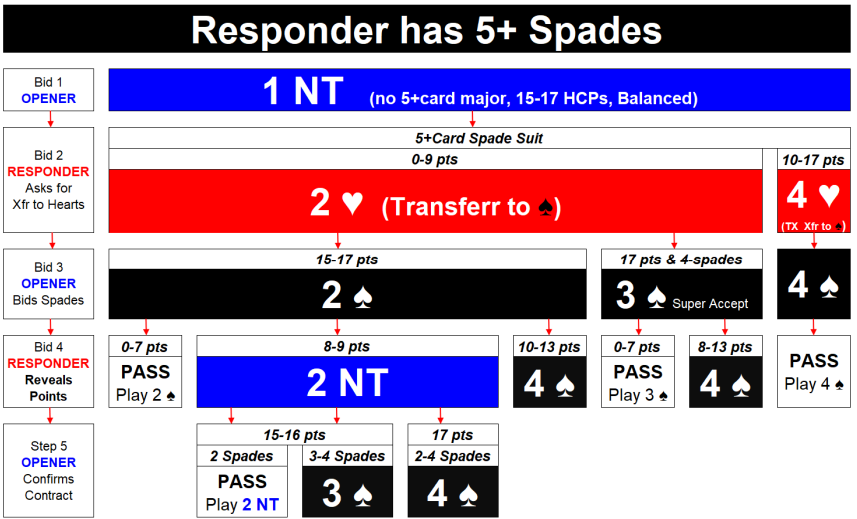 Responder has 5+ Spades
Bid 1
OPENER
1 NT (no 5+card major, 15-17 HCPs, Balanced)
Bid 2
RESPONDER
Asks for
Xfr to Hearts
5+Card Spade Suit
0-9 pts
10-17 pts
2 ♥ (Transferr to ♠)
4 ♥
(TX Xfr to ♠)
Bid 3
OPENER
Bids Spades
15-17 pts
2 ♠
17 pts & 4-spades
3 ♠ Super Accept
4 ♠
Bid 4
RESPONDER
Reveals
Points
0-7 pts
PASS
Play 2 ♠
8-9 pts
2 NT
10-13 pts
4 ♠
0-7 pts
PASS
Play 3 ♠
8-13 pts
4 ♠
PASS
Play 4 ♠
Step 5
OPENER
Confirms
Contract
15-16 pts
2 Spades
PASS
Play 2 NT
3-4 Spades
3 ♠
17 pts
2-4 Spades
4 ♠